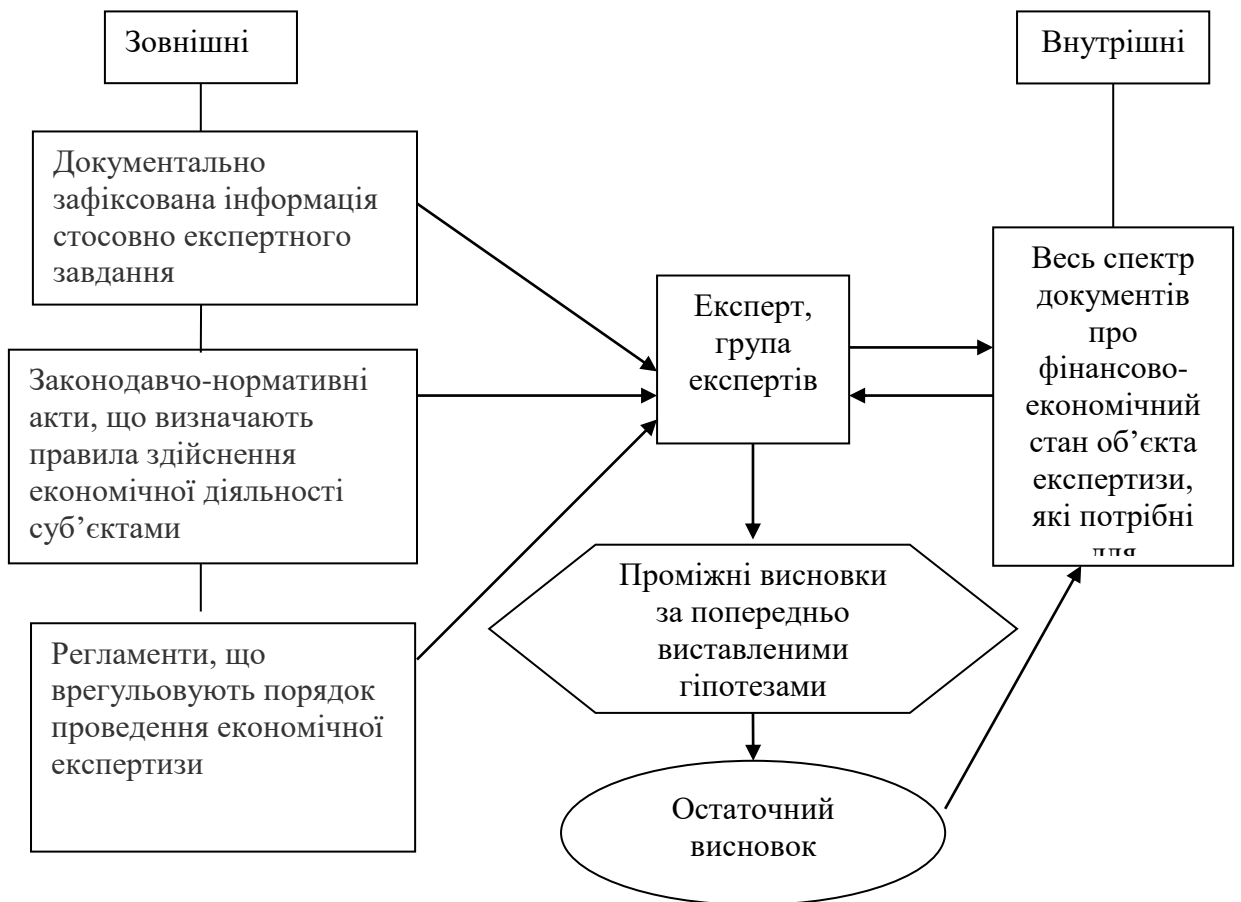 Зовнішні
Внутрішні
Документально
зафіксована інформація
стосовно експертного
завдання
Законодавчо-нормативні
акти, що визначають
правила здійснення
економічної діяльності
суб’єктами
Регламенти, що
врегульовують порядок
проведення економічної
експертизи
Експерт,
група
експертів
Весь спектр
документів
про
фінансово-
економічний
стан об’єкта
експертизи,
які потрібні
для
Проміжні висновки
за попередньо
виставленими
гіпотезами
Остаточний
висновок